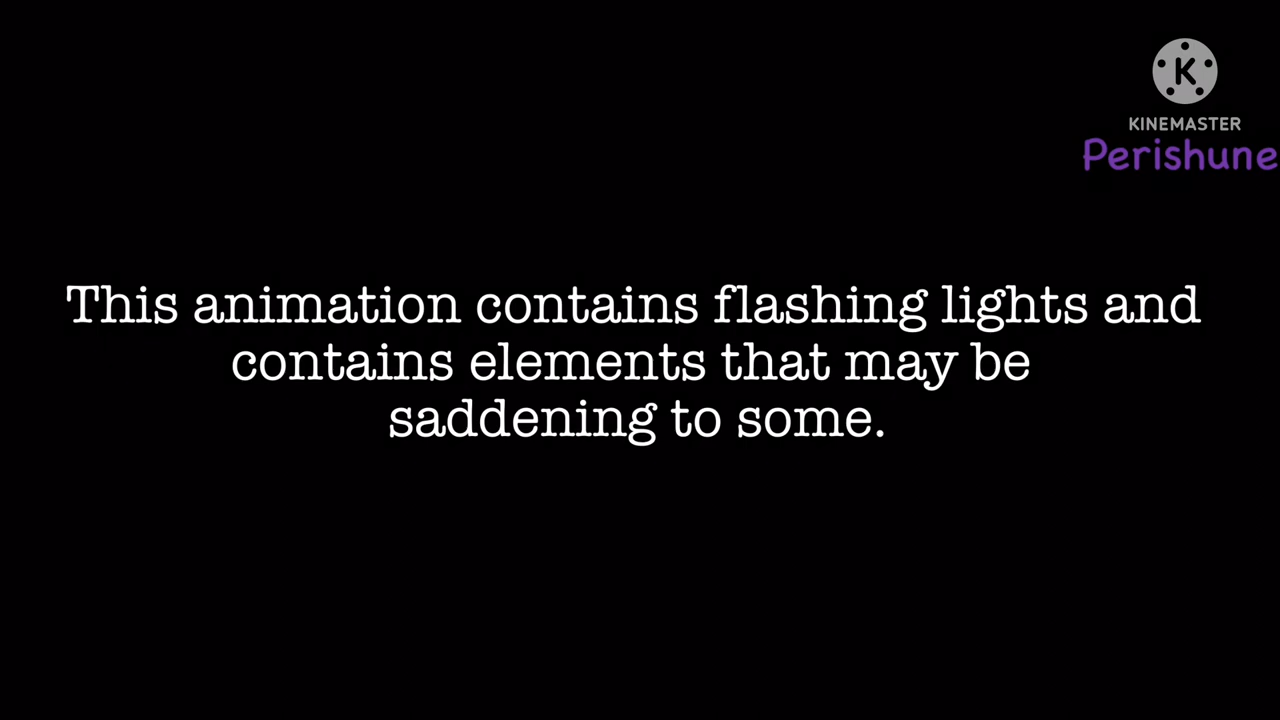 K
KINEMASTER
Perishune
This animation contains flashing lights and
contains elements that may be
saddening to some.